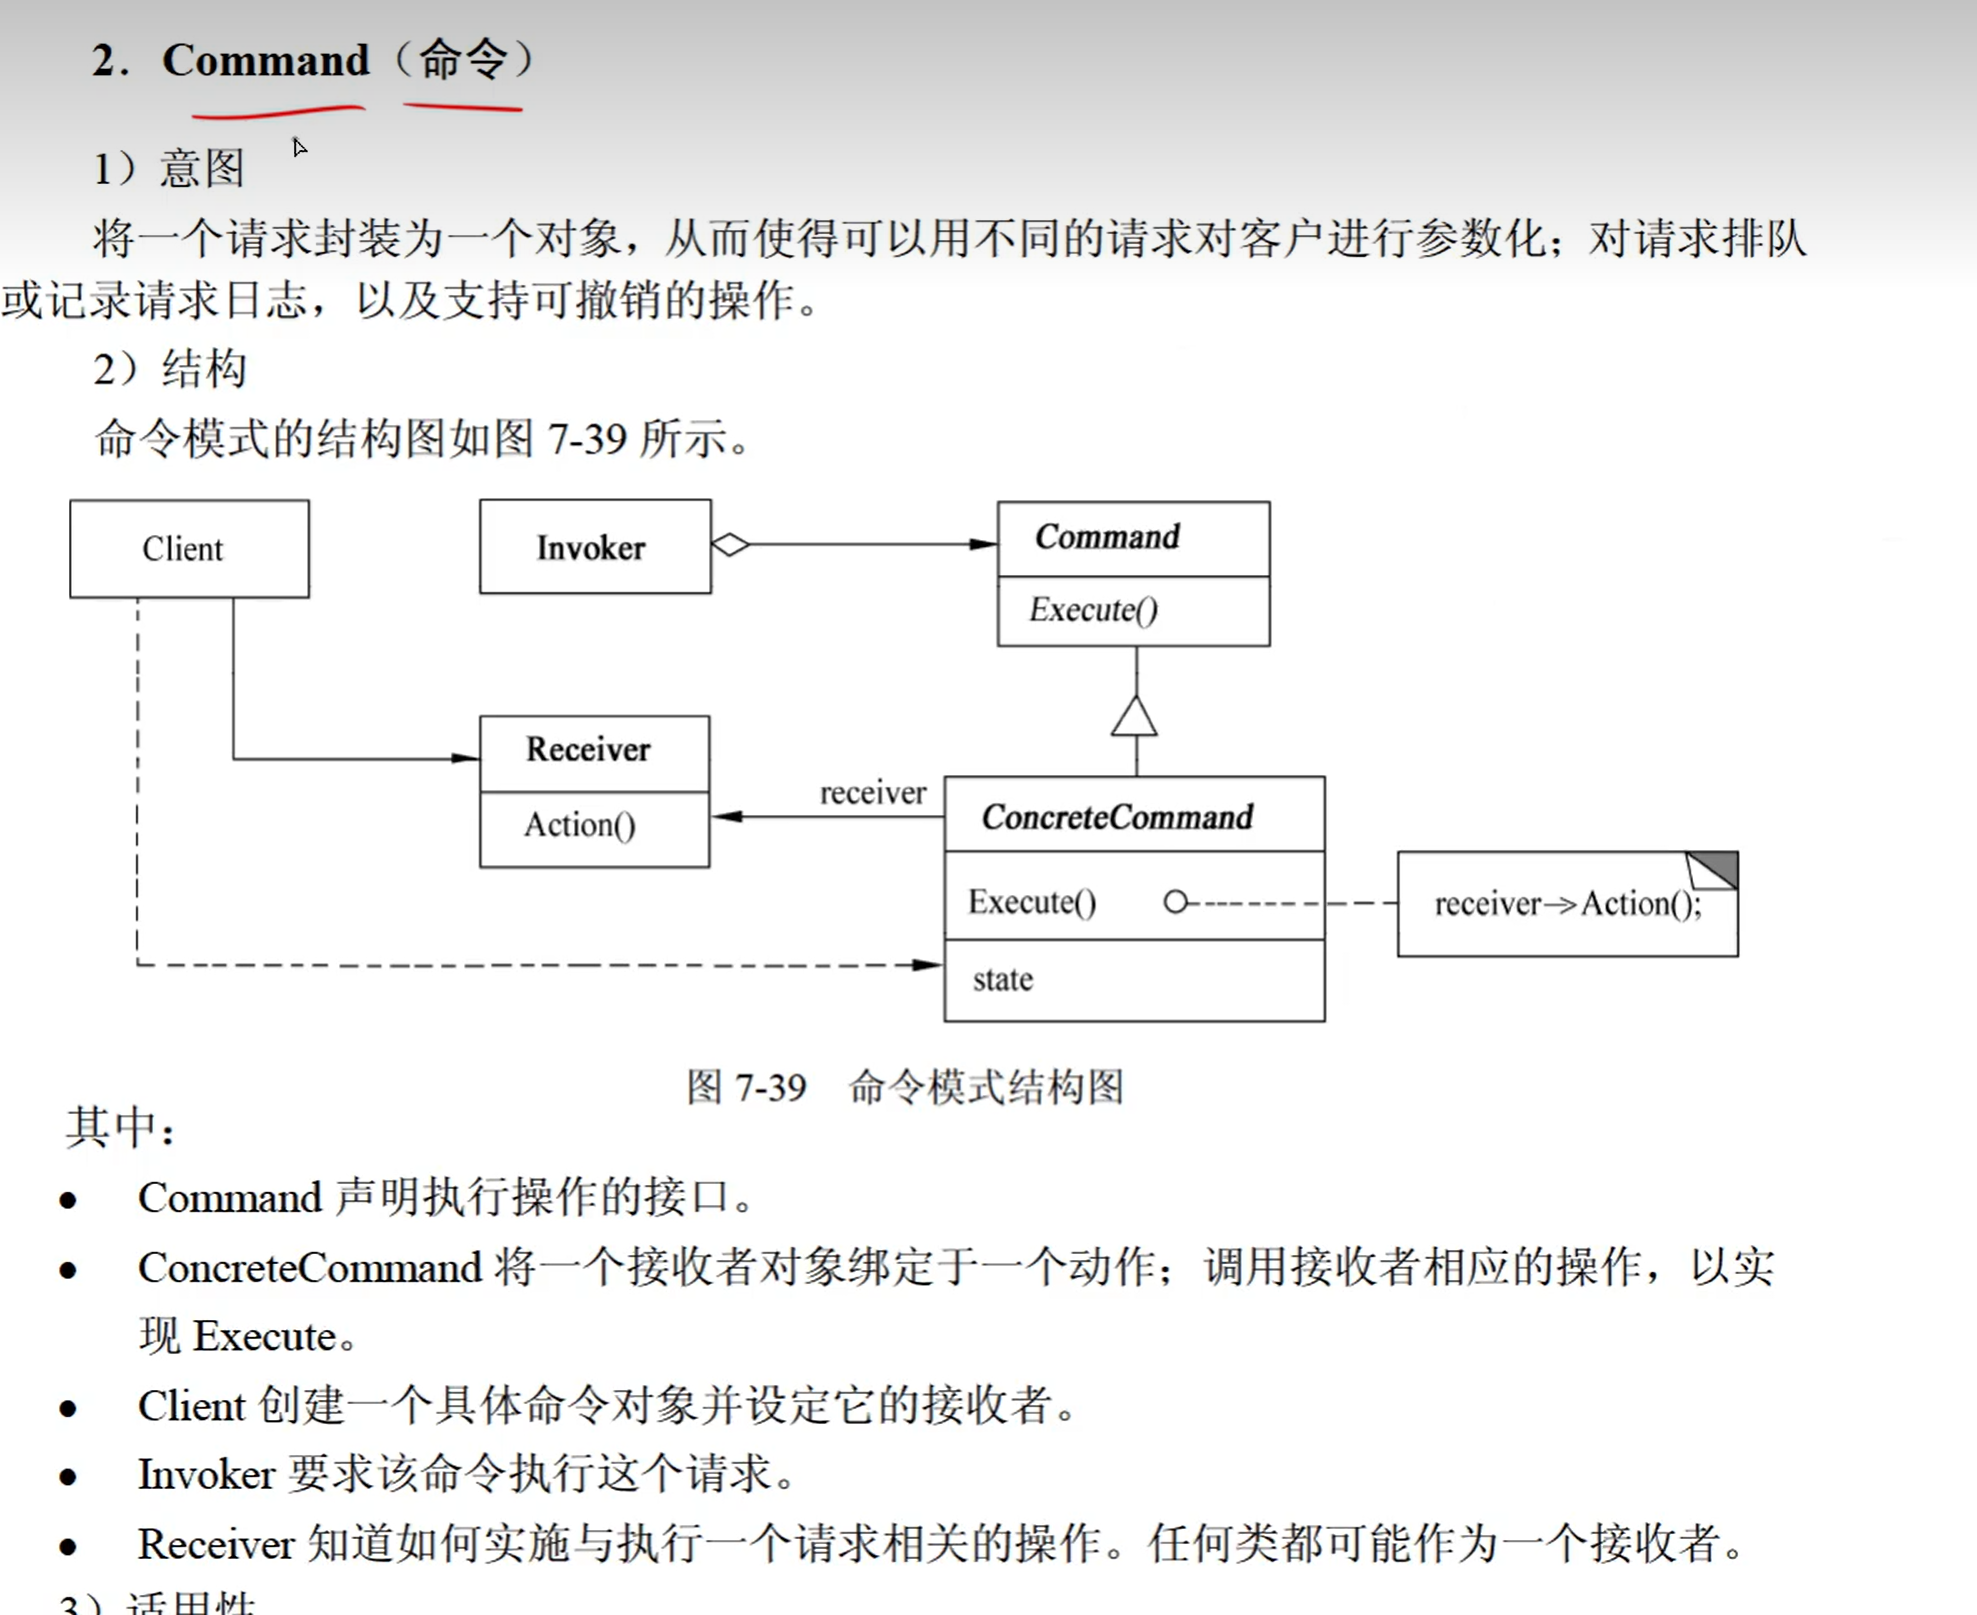 2. Command（命令）
1）意图
将一个请求封装为一个对象，从而使得可以用不同的请求对客户进行参数化；对请求排队
或记录请求日志，以及支持可撤销的操作。
2）结构
命令模式的结构图如图 7-39 所示。
Client
Invoker
Command
Execute()
Receiver
Action()
receiver
ConcreteCommand
Execute()
receiver->Action();
state
图 7-39 命令模式结构图
其中：
● Command 声明执行操作的接口。
● ConcreteCommand 将一个接收者对象绑定于一个动作；调用接收者相应的操作，以实
现 Execute。
● Client 创建一个具体命令对象并设定它的接收者。
● Invoker 要求该命令执行这个请求。
● Receiver 知道如何实施与执行一个请求相关的操作。任何类都可能作为一个接收者。
3）适用性